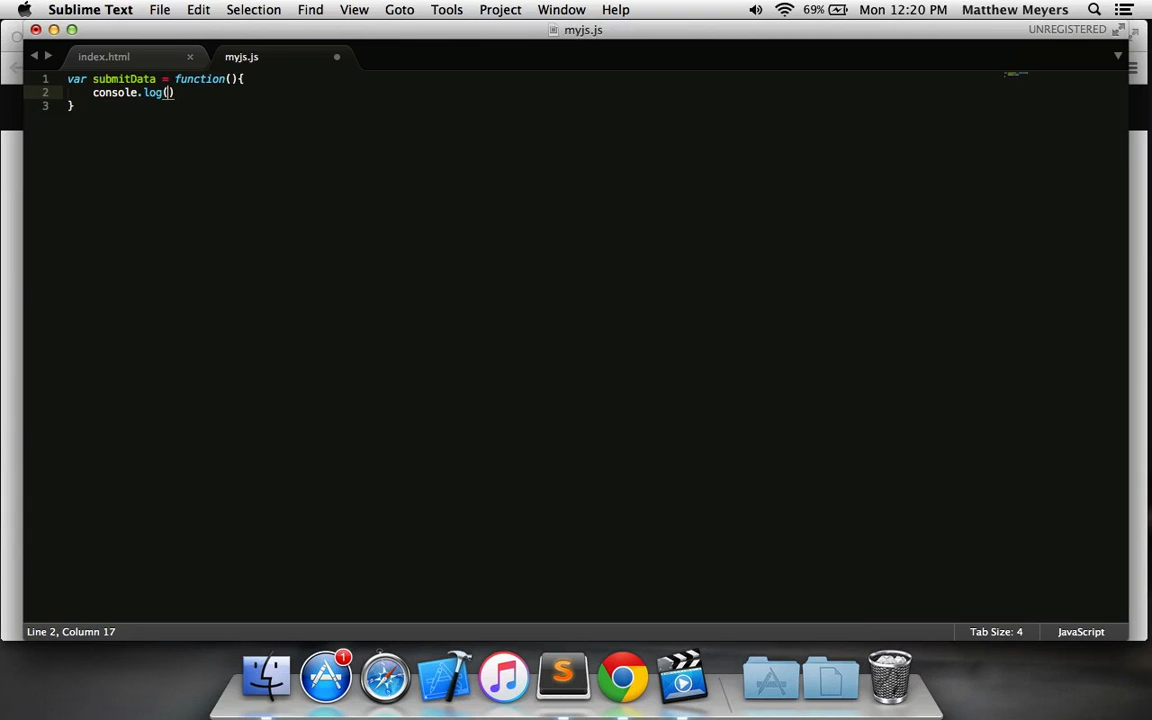 Sublime Text File Edit Selection Find View Goto Tools Project Window Help 69% Mon 12:20 PM Matthew Meyers
myjs.js UNREGISTERED
index.html myjs.js
1 var submitData = function(){
2 console.log()
3 }
Line 2, Column 17 Tab Size: 4 JavaScript
1
S